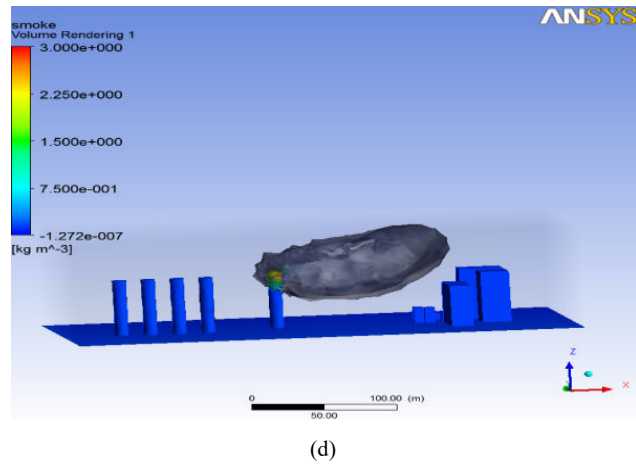 smoke
Volume Rendering 1
ANSYS
3.000e+000
2.250e+000
1.500e+000
7.500e-001
-1.272e-007
[kg m^-3]
Z
X
0 100.00 (m)
50.00
(d)